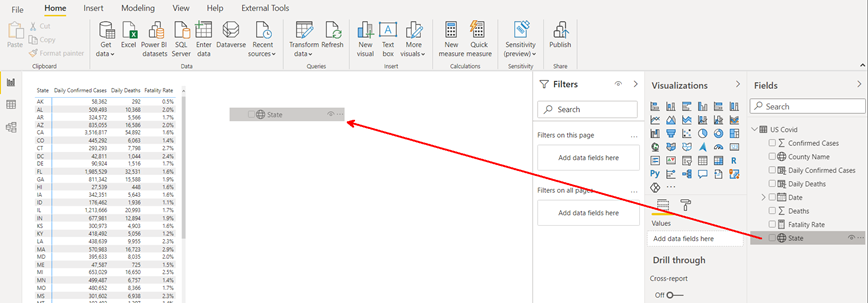 File Home Insert Modeling View Help External Tools
Paste Cut Copy Format painter
Get data Excel Power BI datasets SQL Server Enter data Dataverse Recent sources
Transform data Refresh New visual Text box More visuals New measure Quick measure Sensitivity (preview) Publish
Clipboard Data Queries Insert Calculations Sensitivity Share
State Daily Confirmed Cases Daily Deaths Fatality Rate
AK 58,362 292 0.5%
AL 509,493 10,368 2.0%
AR 324,572 5,566 1.7%
AZ 835,055 16,586 2.0%
CA 3,516,817 54,892 1.6%
CO 445,292 6,063 1.4%
CT 293,293 7,798 2.7%
DC 42,811 1,044 2.4%
DE 90,924 1,516 1.7%
FL 1,985,529 32,531 1.6%
GA 811,342 15,588 1.9%
HI 27,539 448 1.6%
IA 342,351 5,643 1.6%
ID 176,462 1,936 1.1%
IL 1,213,666 20,993 1.7%
IN 677,981 12,894 1.9%
KS 300,973 4,903 1.6%
KY 418,492 5,056 1.2%
LA 438,639 9,955 2.3%
MA 570,983 16,723 2.9%
MD 395,633 8,035 2.0%
ME 47,587 725 1.5%
MI 653,029 16,650 2.5%
MN 499,487 6,757 1.4%
MO 480,652 8,366 1.7%
MS 301,602 6,938 2.3%
State
Filters
Search
Filters on this page
Add data fields here
Filters on all pages
Add data fields here
Visualizations
R
Py
Values
Add data fields here
Drill through
Cross-report
Off
Fields
Search
US Covid
Confirmed Cases
County Name
Daily Confirmed Cases
Daily Deaths
Date
Deaths
Fatality Rate
State